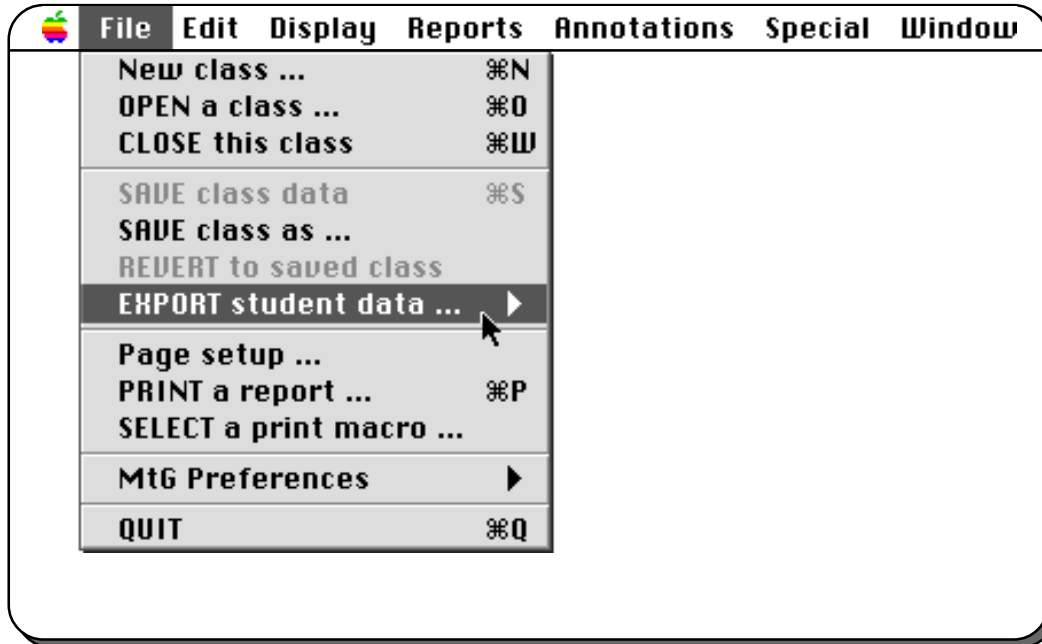 File Edit Display Reports Annotations Special Window
New class ... ⌘N
OPEN a class ... ⌘O
CLOSE this class ⌘W
SAVE class data ⌘S
SAVE class as ...
REVERT to saved class
EXPORT student data ...
Page setup ...
PRINT a report ... ⌘P
SELECT a print macro ...
MtG Preferences
QUIT ⌘Q